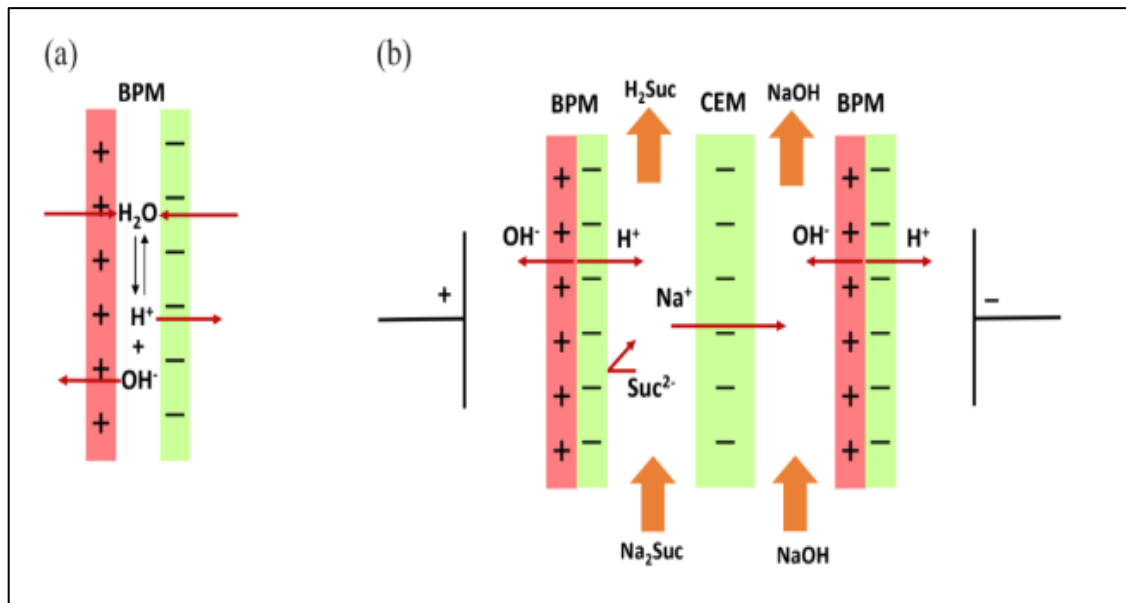 (a)
BPM
+ −
+ −
H₂O
+ −
+ −
H⁺
+
+ −
OH⁻
+ −
(b)
BPM H₂Suc CEM NaOH BPM
+ − − + −
+ − − + −
OH⁻ H⁺ OH⁻ H⁺
+ − − + −
+ Na⁺ −
+ − − + −
Suc²⁻
+ − − + −
+ − − + −
Na₂Suc NaOH